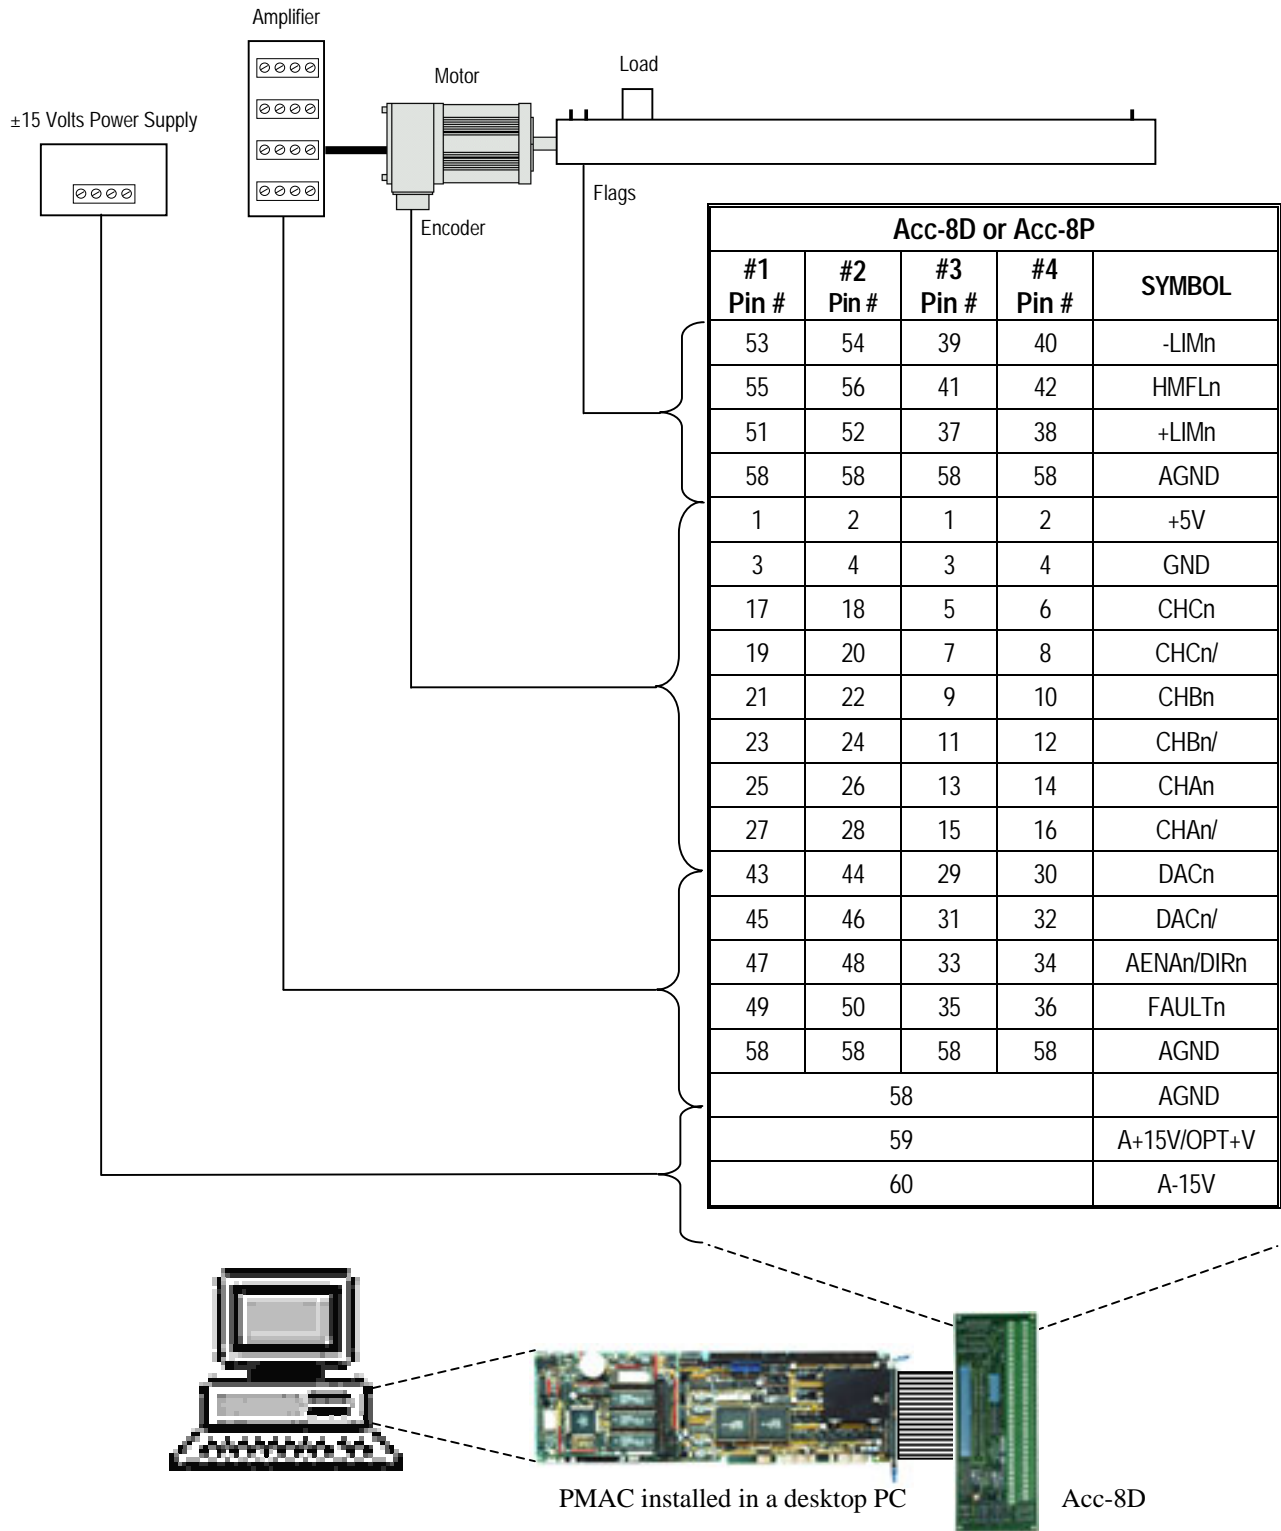 Amplifier
Motor
Load
±15 Volts Power Supply
Flags
Encoder
Acc-8D or Acc-8P
#1 Pin # #2 Pin # #3 Pin # #4 Pin # SYMBOL
53 54 39 40 -LIMn
55 56 41 42 HMFLn
51 52 37 38 +LIMn
58 58 58 58 AGND
1 2 1 2 +5V
3 4 3 4 GND
17 18 5 6 CHCn
19 20 7 8 CHCn/
21 22 9 10 CHBn
23 24 11 12 CHBn/
25 26 13 14 CHAn
27 28 15 16 CHAn/
43 44 29 30 DACn
45 46 31 32 DACn/
47 48 33 34 AENAn/DIRn
49 50 35 36 FAULTn
58 58 58 58 AGND
58 AGND
59 A+15V/OPT+V
60 A-15V
PMAC installed in a desktop PC
Acc-8D